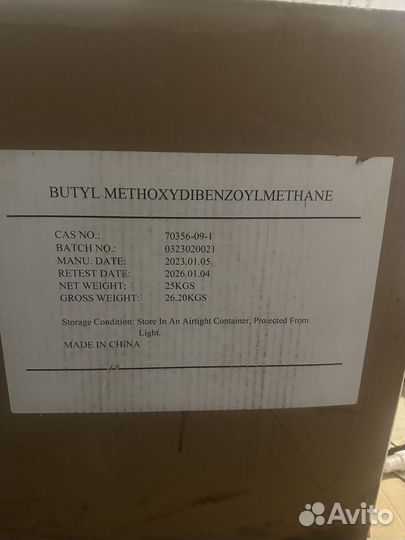 BUTYL METHOXYDIBENZOYLMETHANE
CAS NO.: 70356-09-1
BATCH NO.: 0323020021
MANU. DATE: 2023.01.05
RETEST DATE: 2026.01.04
NET WEIGHT: 25KGS
GROSS WEIGHT: 26.20KGS
Storage Condition: Store In An Airtight Container, Projected From
Light.
MADE IN CHINA
Avito